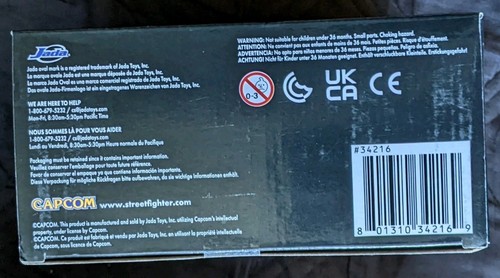 Jada
Jada oval mark is a registered trademark of Jada Toys, Inc.
La marque ovale Jada est une marque déposée de Jada Toys, Inc.
La marca Oval es una marca comercial registrada de Jada Toys, Inc.
Das ovale Jada-Firmenlogo ist ein eingetragenes Warenzeichen von Jada Toys, Inc.
WE ARE HERE TO HELP
1-800-679-5232 / cs@jadatoys.com
Mon-Fri, 8:30am-5:30pm Pacific Time
NOUS SOMMES LÀ POUR VOUS AIDER
1-800-679-5232 / cs@jadatoys.com
Lundi au Vendredi, 8:30am-5:30pm Heure normale du Pacifique
Packaging must be retained since it contains important information.
Veuillez conserver l'emballage pour toute future référence.
Favor de conservar el empaque ya que contiene información importante.
Diese Verpackung für mögliche Rückfragen bitte aufbewahren, da sie wichtige Informationen enthält.
CAPCOM www.streetfighter.com
©CAPCOM. This product is manufactured and sold by Jada Toys, Inc. utilizing Capcom's intellectual
property, under license by Capcom.
©CAPCOM. Ce produit est fabriqué et vendu par Jada Toys, Inc. en utilisant la propriété intellectuelle
de Capcom, sous licence de Capcom.
WARNING: Not suitable for children under 36 months. Small parts. Choking hazard.
ATTENTION: Ne convient pas aux enfants de moins de 36 mois. Petites pièces. Risque d'étouffement.
ADVERTENCIA: No apto para niños menores de 36 meses. Piezas pequeñas. Peligro de asfixia.
ACHTUNG! Nicht für Kinder unter 36 Monaten geeignet. Enthält verschluckbare Kleinteile. Erstickungsgefahr!
0-3
UK
CA
CE
#34216
8 01310 34216 9